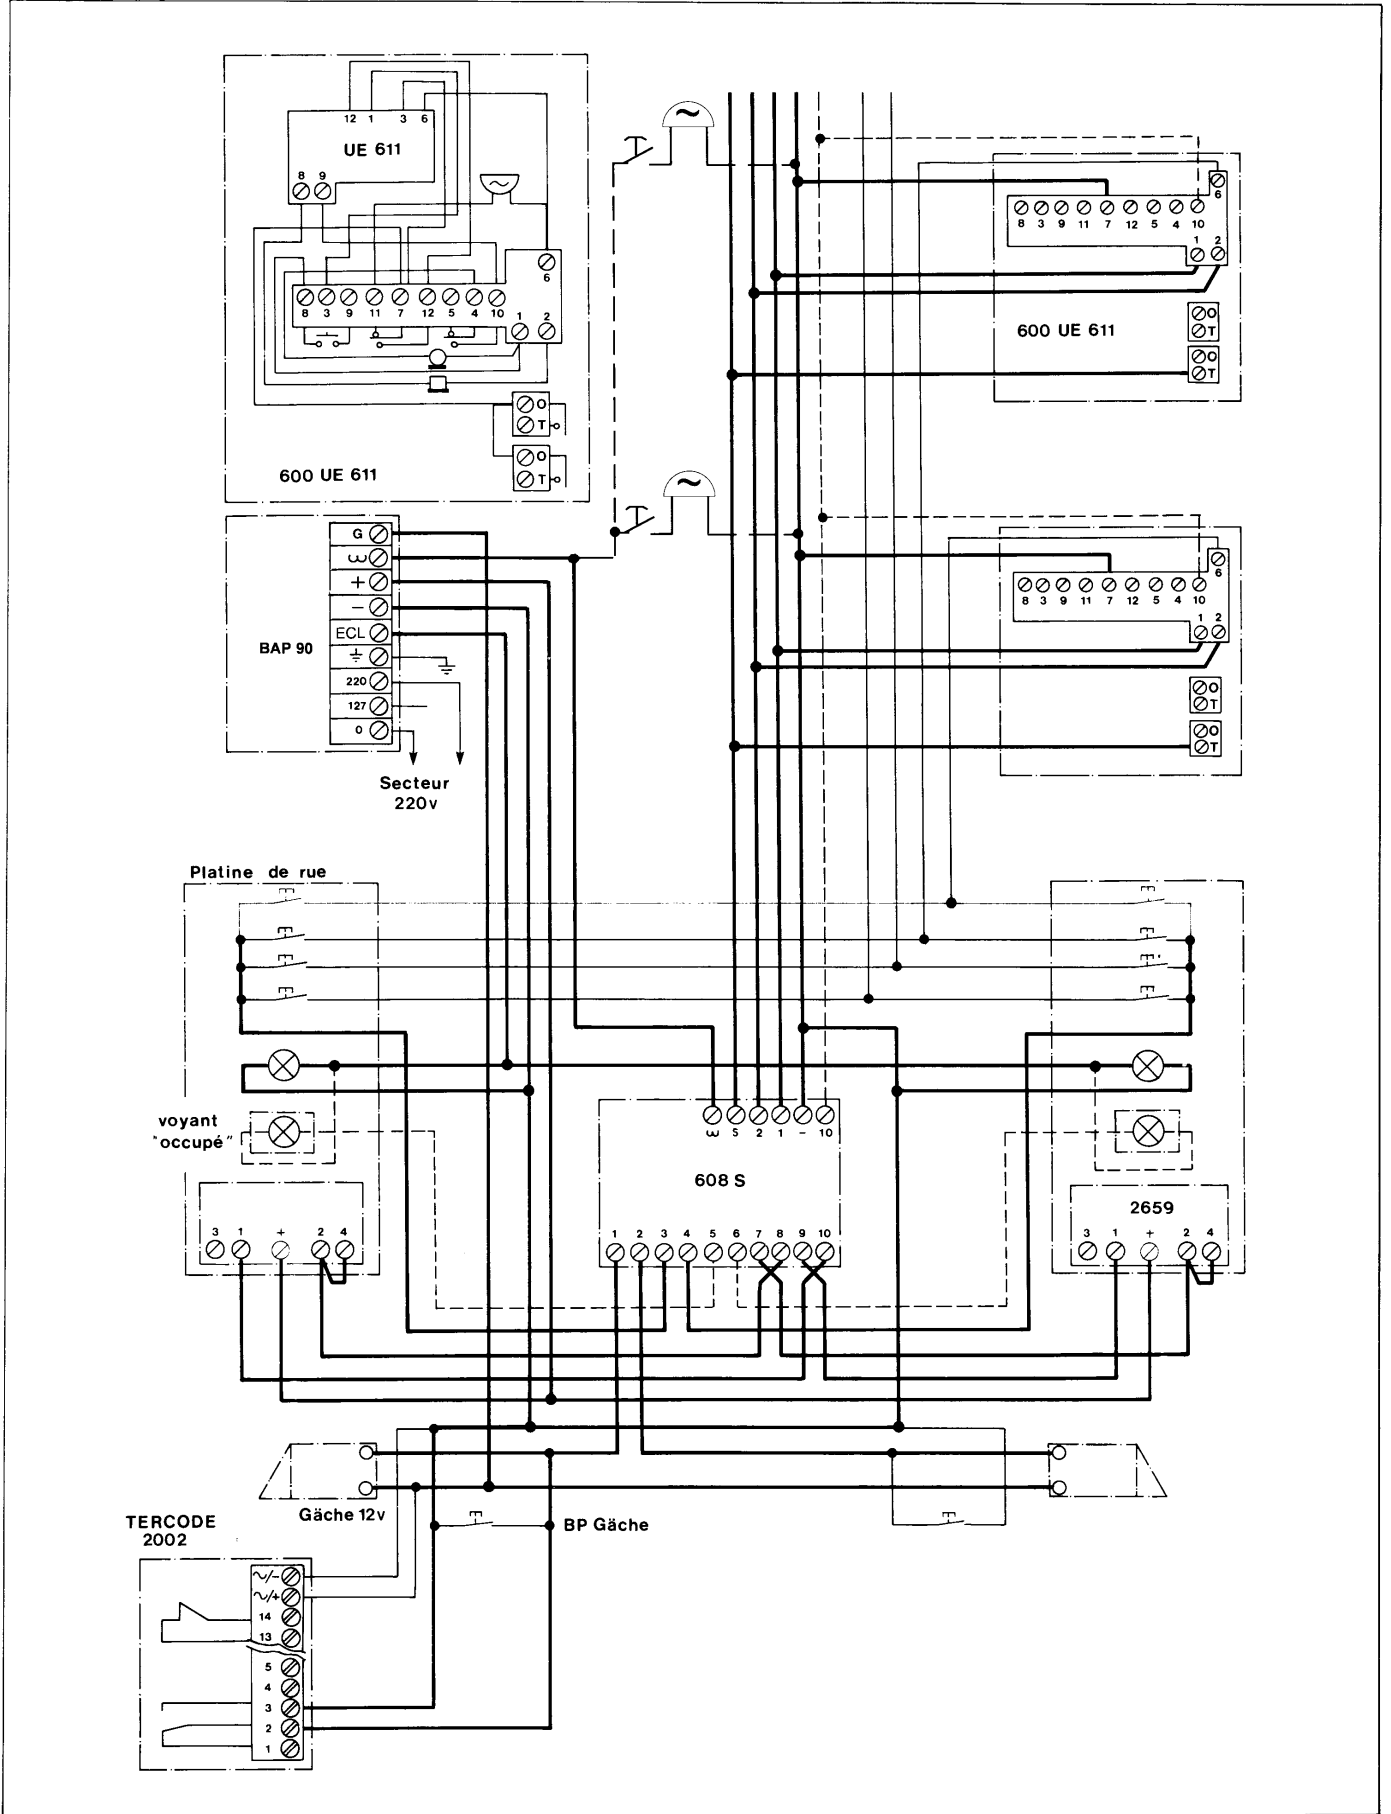 12 1 3 6
UE 611
8 9
6
8 3 9 11 7 12 5 4 10
1 2
O
T
O
T
600 UE 611
6
8 3 9 11 7 12 5 4 10
1 2
O
T
O
T
600 UE 611
G
ω
+
−
ECL
220
127
0
BAP 90
Secteur
220v
6
8 3 9 11 7 12 5 4 10
1 2
O
T
O
T
Platine de rue
voyant
"occupé"
3 1 + 2 4
ω 5 2 1 − 10
608 S
1 2 3 4 5 6 7 8 9 10
2659
3 1 + 2 4
Gäche 12v
BP Gäche
TERCODE
2002
~/−
~/+
14
13
5
4
3
2
1